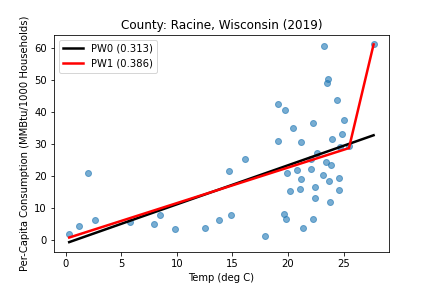 County: Racine, Wisconsin (2019)
PW0 (0.313)
PW1 (0.386)
Per-Capita Consumption (MMBtu/1000 Households)
60
50
40
30
20
10
0
0 5 10 15 20 25
Temp (deg C)